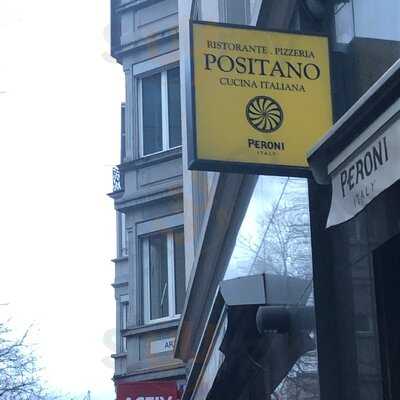 RISTORANTE . PIZZERIA
POSITANO
CUCINA ITALIANA
PERONI
ITALY
PERONI
ITALY